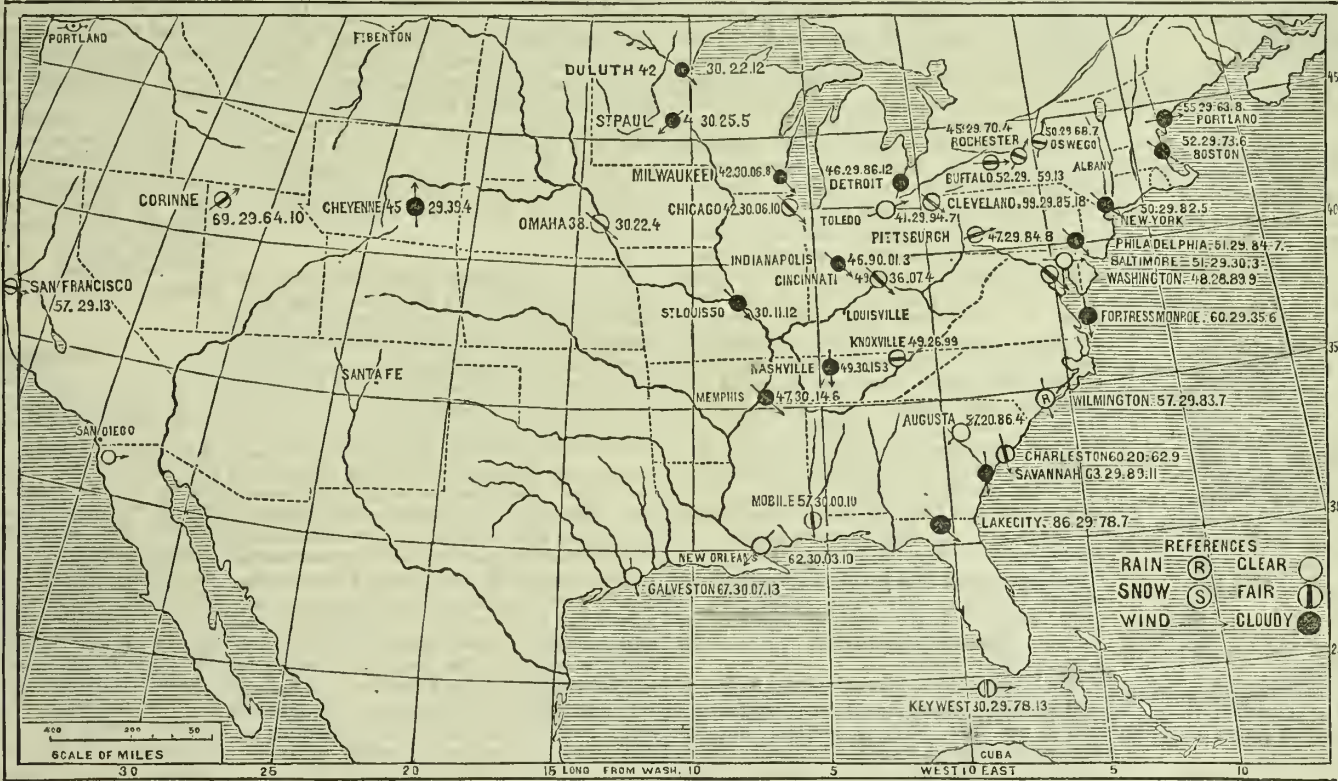 PORTLAND
F.BENTON
DULUTH 42 30.22.12
ST PAUL 4 30.25.5
45
55.29.63.8.
PORTLAND
52.29.73.6
BOSTON
45.29.70.4
ROCHESTER
50.29.68.7
OSWEGO
ALBANY
BUFFALO.52.29. 59.13
MILWAUKEE 42.30.06.8
46.29.86.12
DETROIT
CORINNE
69.29.64.10
CHEYENNE 45 29.39.4
OMAHA 38. 30.22.4
CHICAGO 42.30.06.10
TOLEDO
41.29.94.71
CLEVELAND.99.29.85.18
40
50.29.82.5
NEW-YORK
PITTSBURGH 47.29.84.8
PHILADELPHIA-51.29.84-7.
INDIANAPOLIS 46.90.01.3
BALTIMORE 51.29.30.3
CINCINNATI 49 36.07.4
WASHINGTON.48.28.89.9
SAN FRANCISCO
57. 29.13
ST.LOUIS 50 30.11.12
LOUISVILLE
FORTRESS MONROE. 60.29.35.6
KNOXVILLE 49.26.99
35
SANTA FE
NASHVILLE 49.30.153
MEMPHIS 47.30.14.6
WILMINGTON-57.29.83.7
AUGUSTA 57.20.86.4
SAN DIEGO
CHARLESTON 60.20.62.9
SAVANNAH 63.29.89.11
MOBILE 57.30.00.10
30
LAKECITY-86.29-78.7
NEW ORLEANS 62.30.03.10
GALVESTON 67.30.07.13
REFERENCES
RAIN R CLEAR
SNOW S FAIR
WIND CLOUDY
KEYWEST 30.29.78.13
CUBA
400 200 50
SCALE OF MILES
30 25 20 15 LONG FROM WASH. 10 5 WEST 10 EAST 5 10